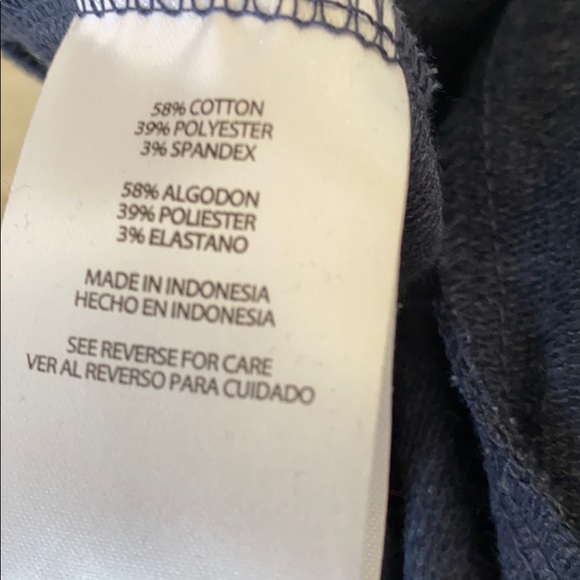 58% COTTON
39% POLYESTER
3% SPANDEX
58% ALGODON
39% POLIESTER
3% ELASTANO
MADE IN INDONESIA
HECHO EN INDONESIA
SEE REVERSE FOR CARE
VER AL REVERSO PARA CUIDADO